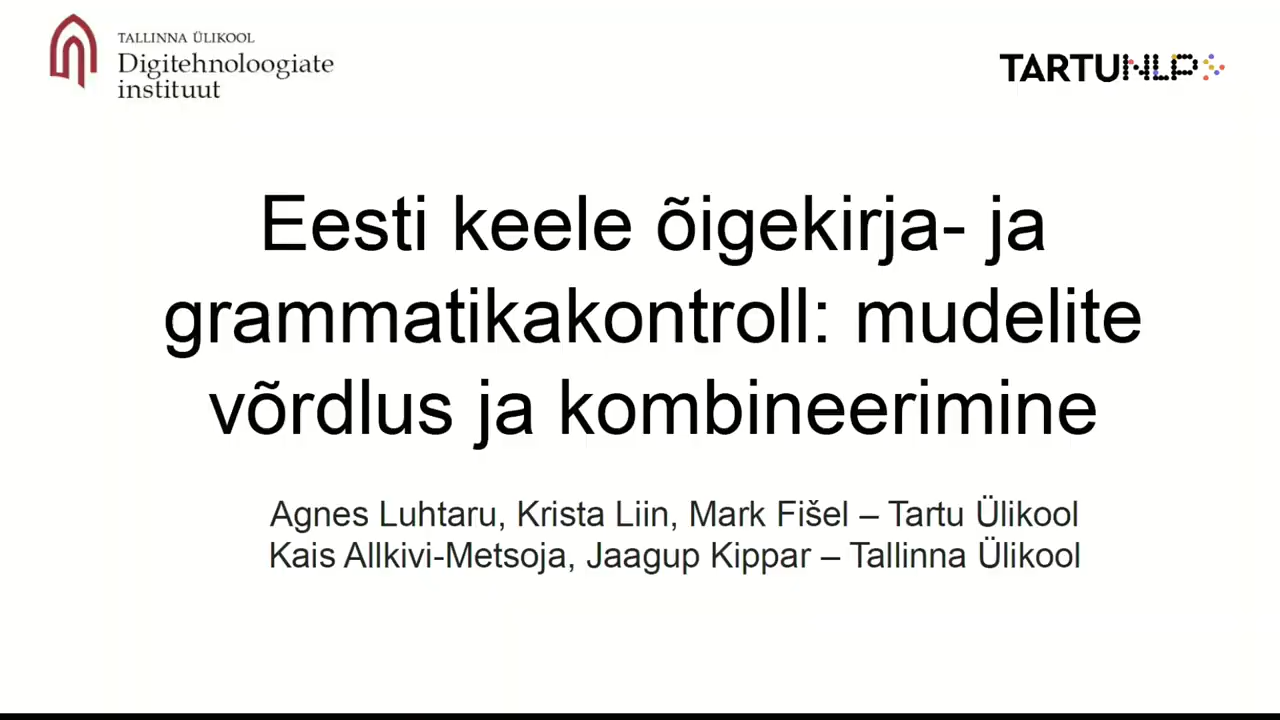 TALLINNA ÜLIKOOL
Digitehnoloogiate
instituut
TARTUNLP
Eesti keele õigekirja- ja
grammatikakontroll: mudelite
võrdlus ja kombineerimine
Agnes Luhtaru, Krista Liin, Mark Fišel – Tartu Ülikool
Kais Allkivi-Metsoja, Jaagup Kippar – Tallinna Ülikool